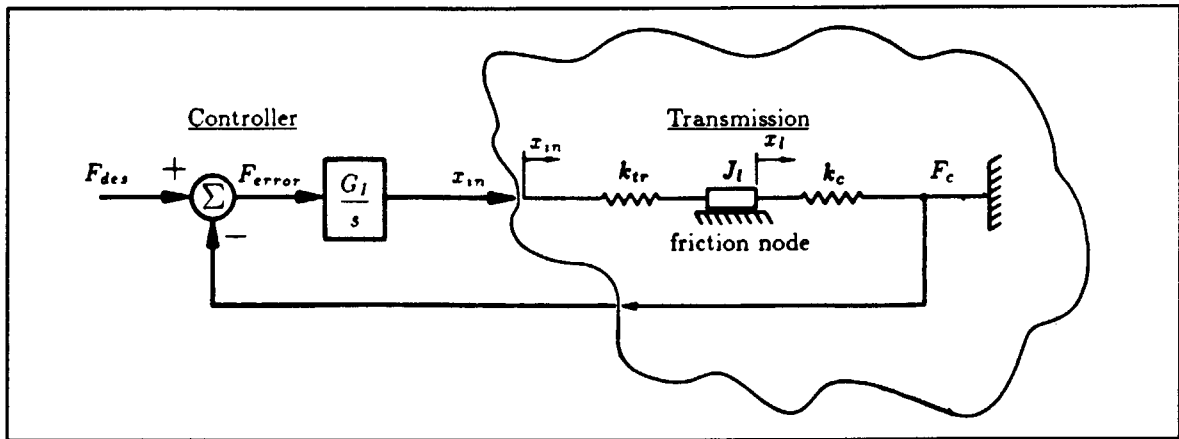 Controller
Transmission
F_des
+
Σ
−
F_error
G_I
s
x_in
x_in
k_tr
J_l
x_l
k_c
F_c
friction node